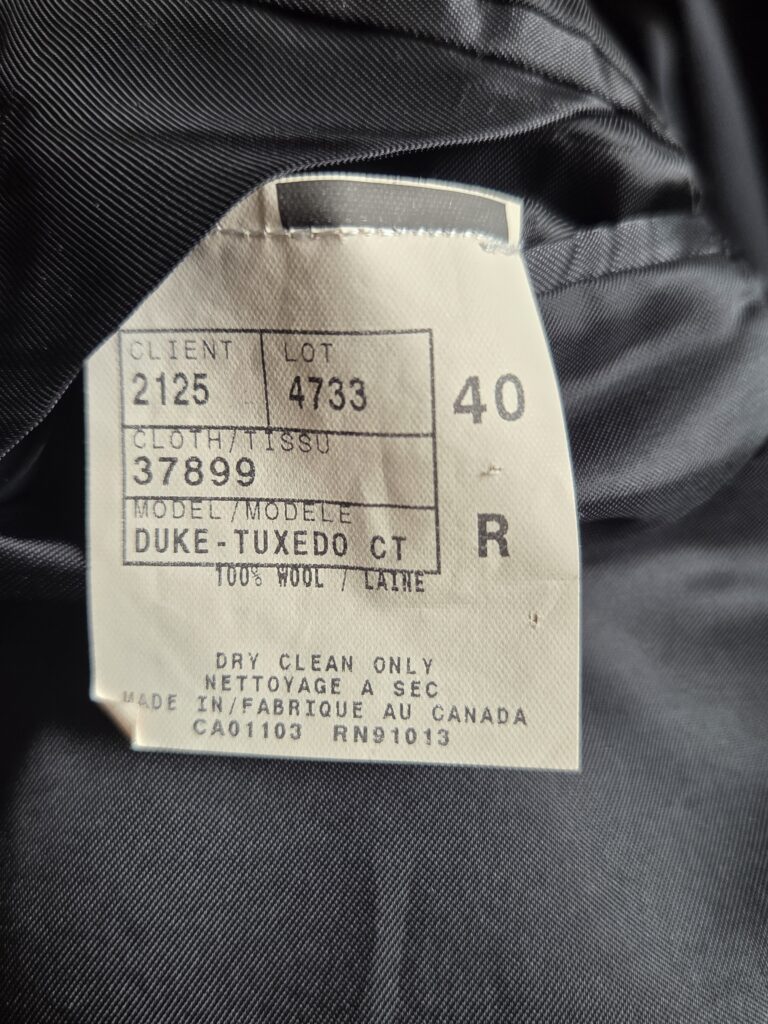 CLIENT LOT
2125 4733 40
CLOTH/TISSU
37899
MODEL/MODELE
DUKE-TUXEDO CT R
100% WOOL / LAINE
DRY CLEAN ONLY
NETTOYAGE A SEC
MADE IN/FABRIQUE AU CANADA
CA01103 RN91013